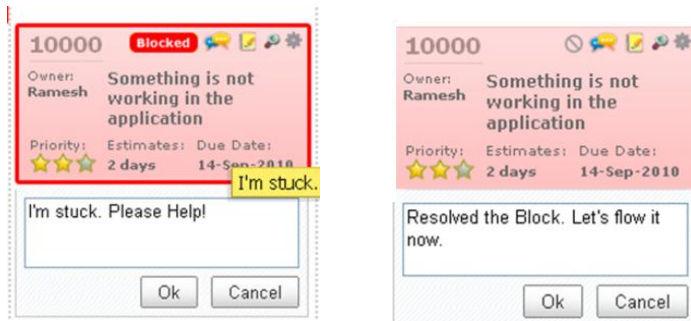 10000 Blocked
Owner:
Ramesh
Something is not
working in the
application
Priority: Estimates: Due Date:
2 days 14-Sep-2010
I'm stuck.
I'm stuck. Please Help!
Ok Cancel
10000
Owner:
Ramesh
Something is not
working in the
application
Priority: Estimates: Due Date:
2 days 14-Sep-2010
Resolved the Block. Let's flow it
now.
Ok Cancel